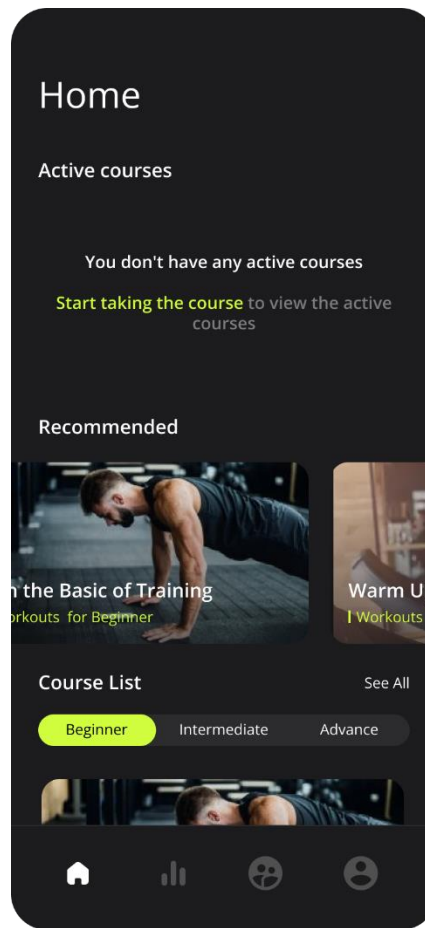 Home
Active courses
You don't have any active courses
Start taking the course to view the active
courses
Recommended
the Basic of Training
Warm U
for Beginner
Workouts
Course List
See All
Beginner
Intermediate
Advance